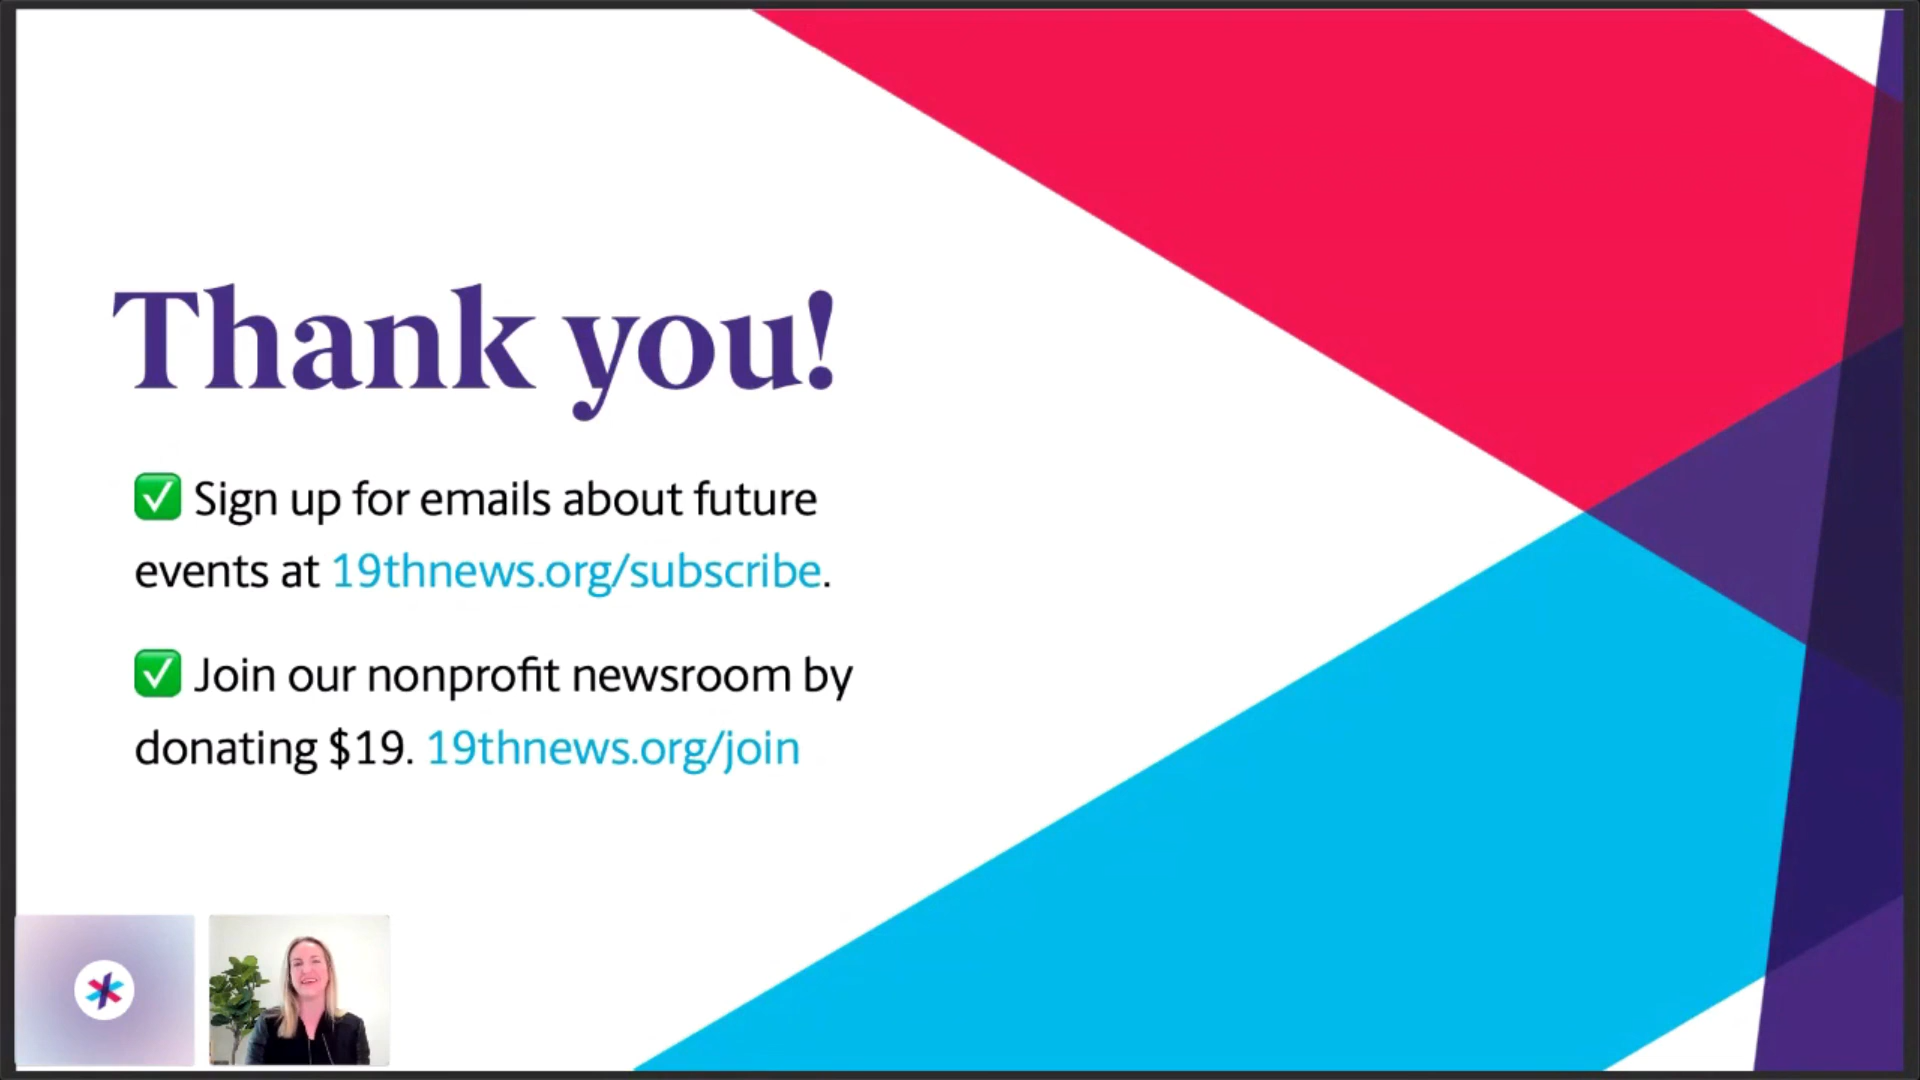 Thank you!
✅ Sign up for emails about future
events at 19thnews.org/subscribe.
✅ Join our nonprofit newsroom by
donating $19. 19thnews.org/join